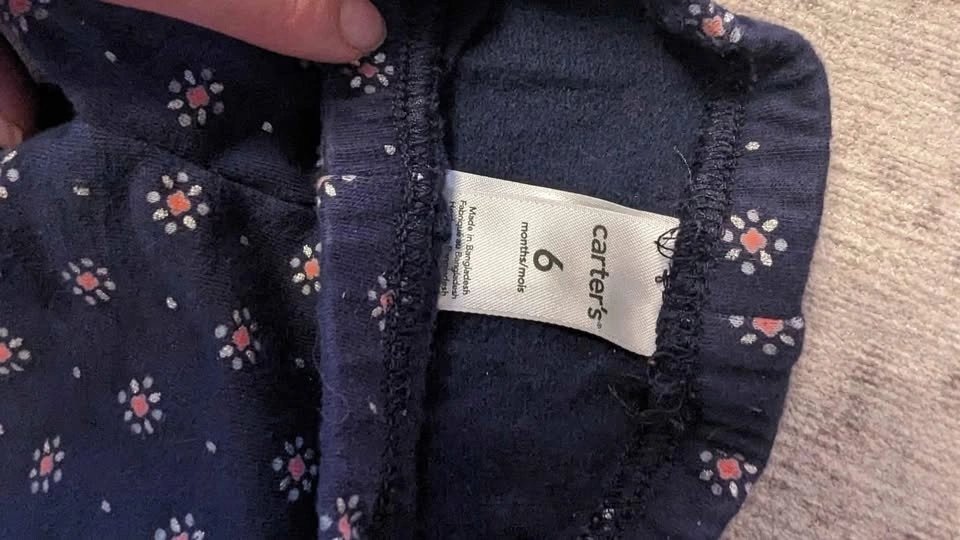 carter's®
6
months/mois
Made in Bangladesh
Fabriqué au Bangladesh